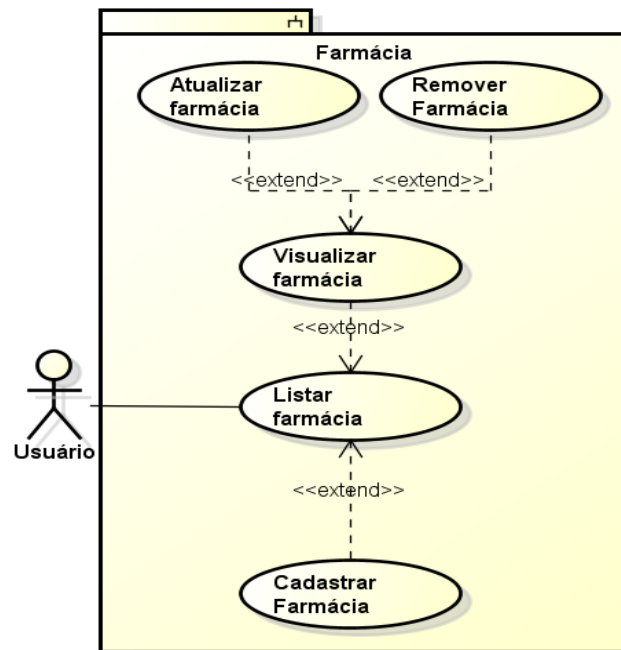 Farmácia
Atualizar
farmácia
Remover
Farmácia
<<extend>>
<<extend>>
Visualizar
farmácia
<<extend>>
Listar
farmácia
Usuário
<<extend>>
Cadastrar
Farmácia